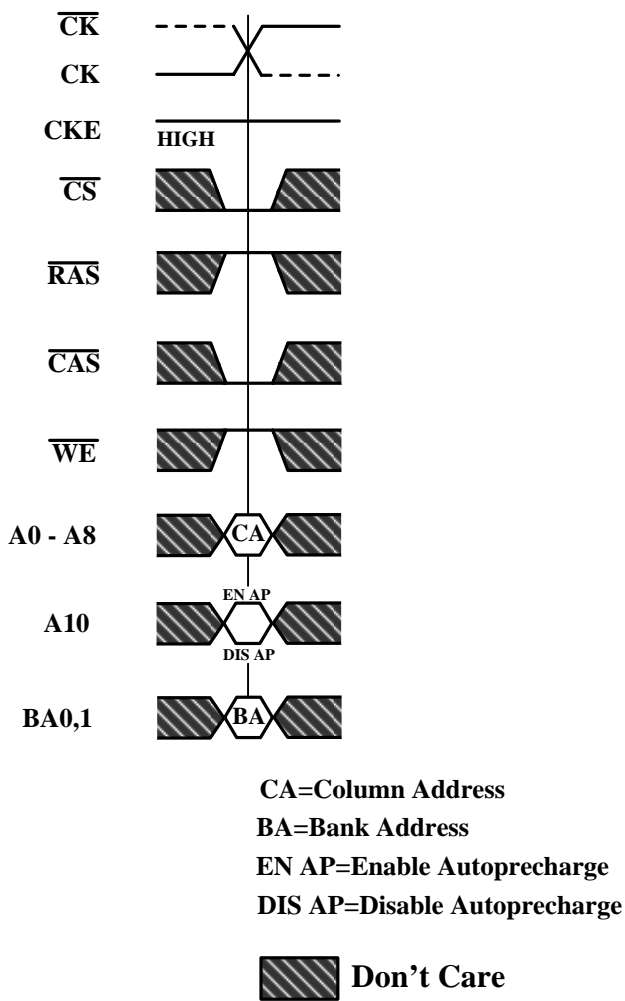 CK
CK
CKE
HIGH
CS
RAS
CAS
WE
A0 - A8
CA
EN AP
A10
DIS AP
BA0,1
BA
CA=Column Address
BA=Bank Address
EN AP=Enable Autoprecharge
DIS AP=Disable Autoprecharge
Don't Care